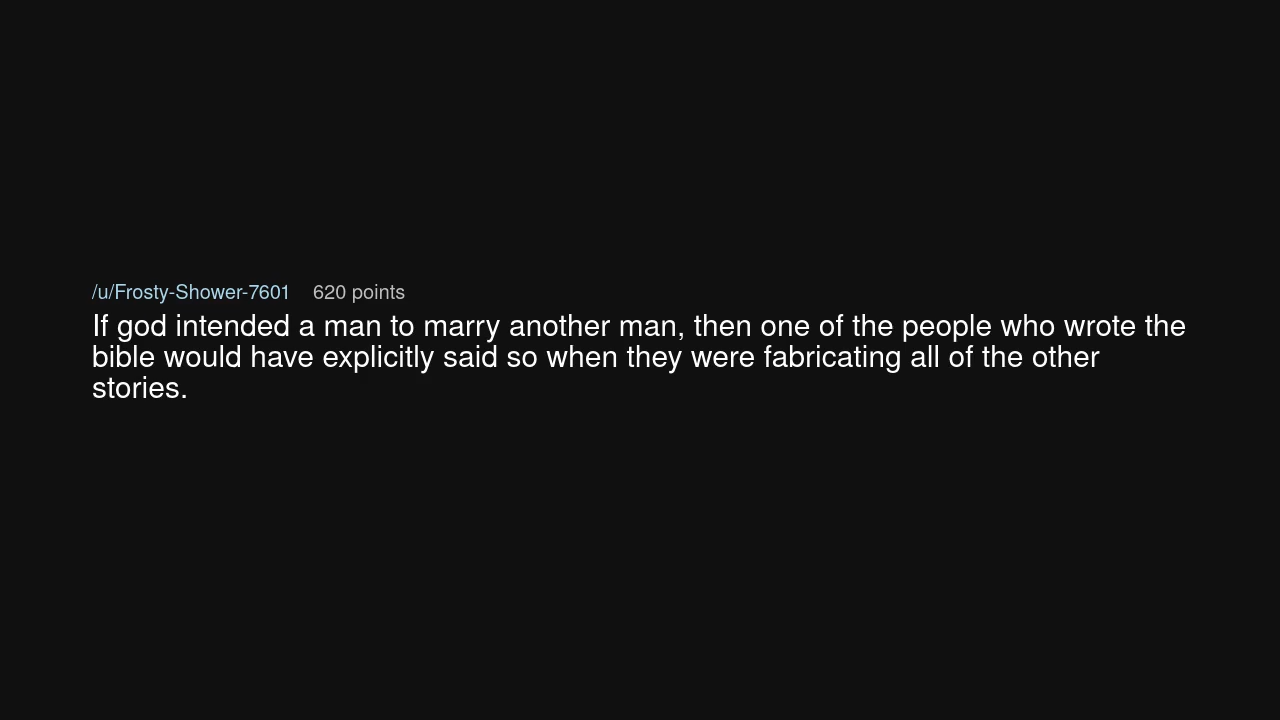 /u/Frosty-Shower-7601 620 points
If god intended a man to marry another man, then one of the people who wrote the
bible would have explicitly said so when they were fabricating all of the other
stories.